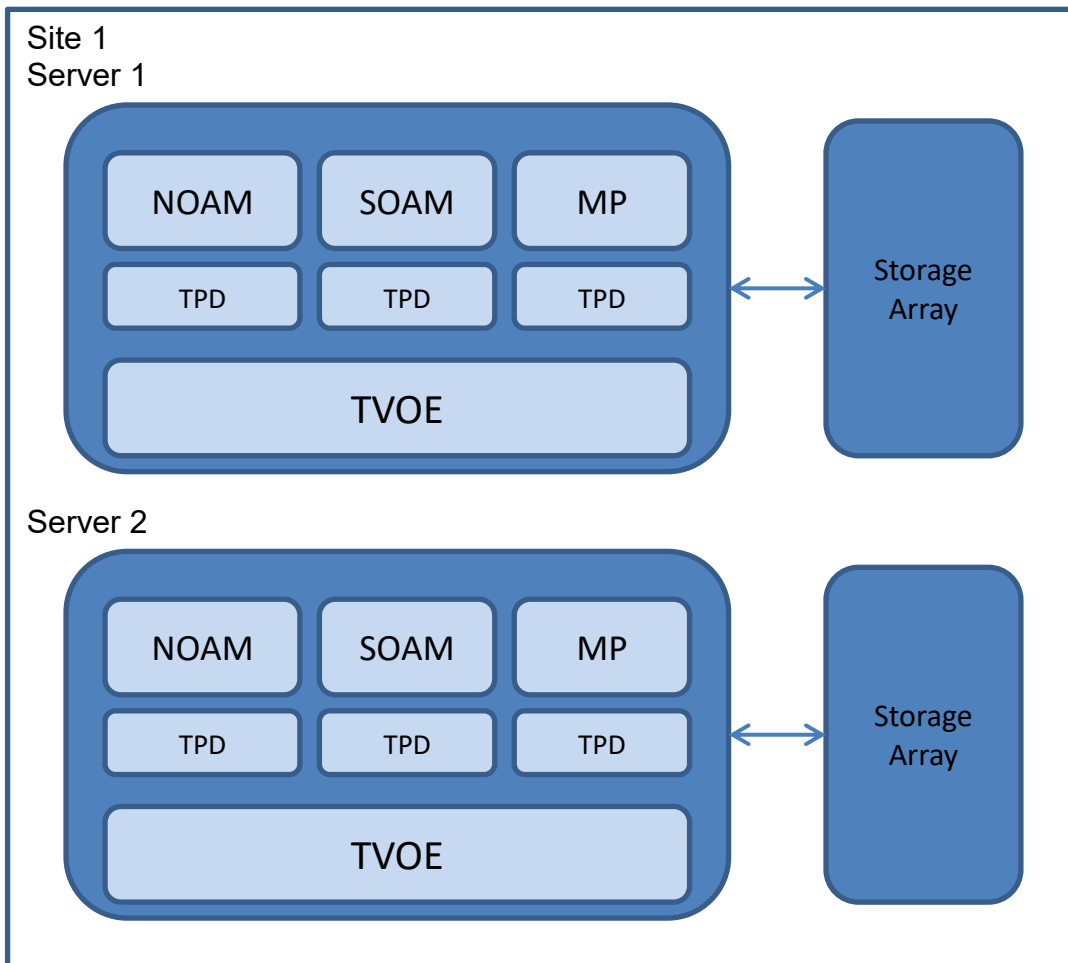 Site 1
Server 1
NOAM SOAM MP
TPD TPD TPD
TVOE
Storage
Array
Server 2
NOAM SOAM MP
TPD TPD TPD
TVOE
Storage
Array